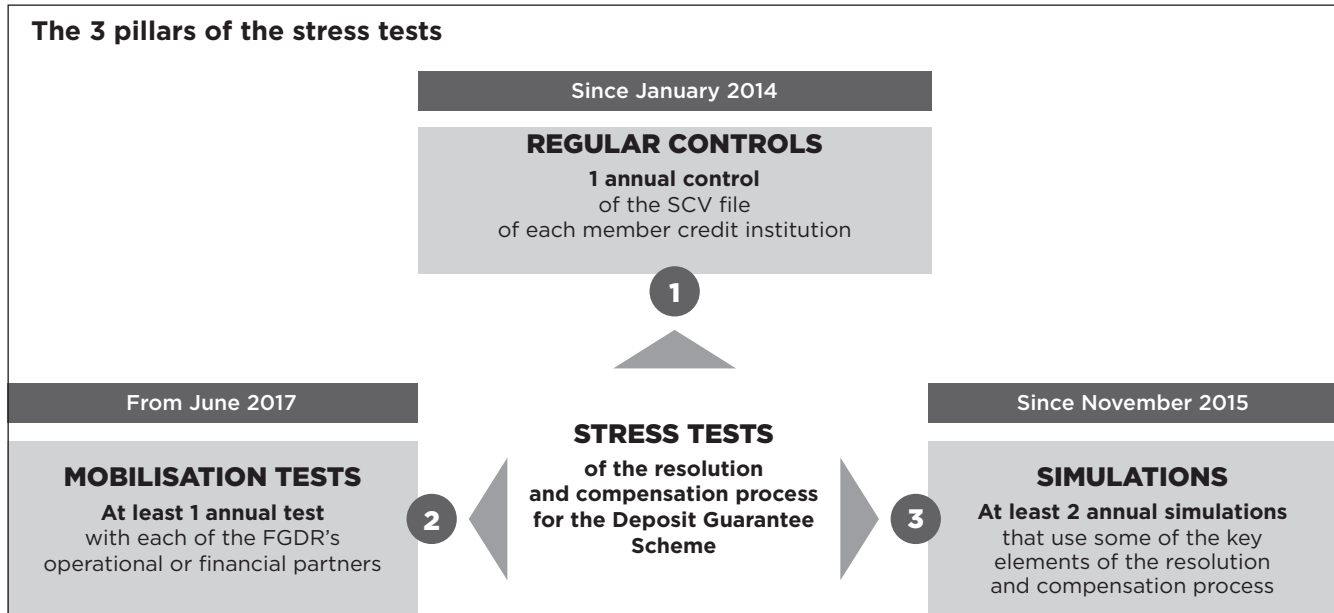 The 3 pillars of the stress tests
Since January 2014
REGULAR CONTROLS
1 annual control
of the SCV file
of each member credit institution
1
From June 2017
MOBILISATION TESTS
At least 1 annual test
with each of the FGDR's
operational or financial partners
2
STRESS TESTS
of the resolution
and compensation process
for the Deposit Guarantee
Scheme
3
Since November 2015
SIMULATIONS
At least 2 annual simulations
that use some of the key
elements of the resolution
and compensation process